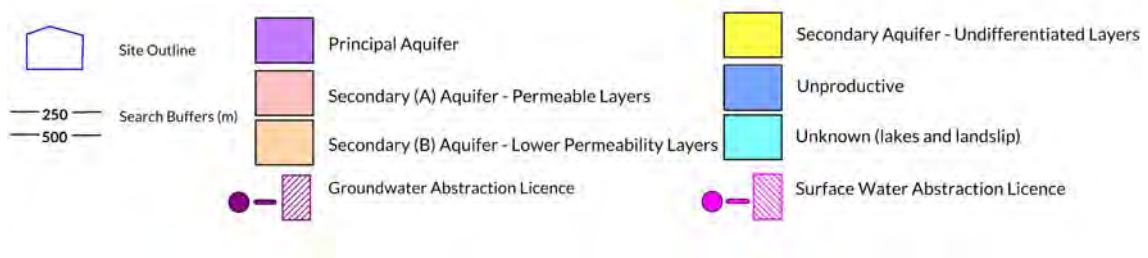 Site Outline
250
500
Search Buffers (m)
Principal Aquifer
Secondary (A) Aquifer - Permeable Layers
Secondary (B) Aquifer - Lower Permeability Layers
Groundwater Abstraction Licence
Secondary Aquifer - Undifferentiated Layers
Unproductive
Unknown (lakes and landslip)
Surface Water Abstraction Licence